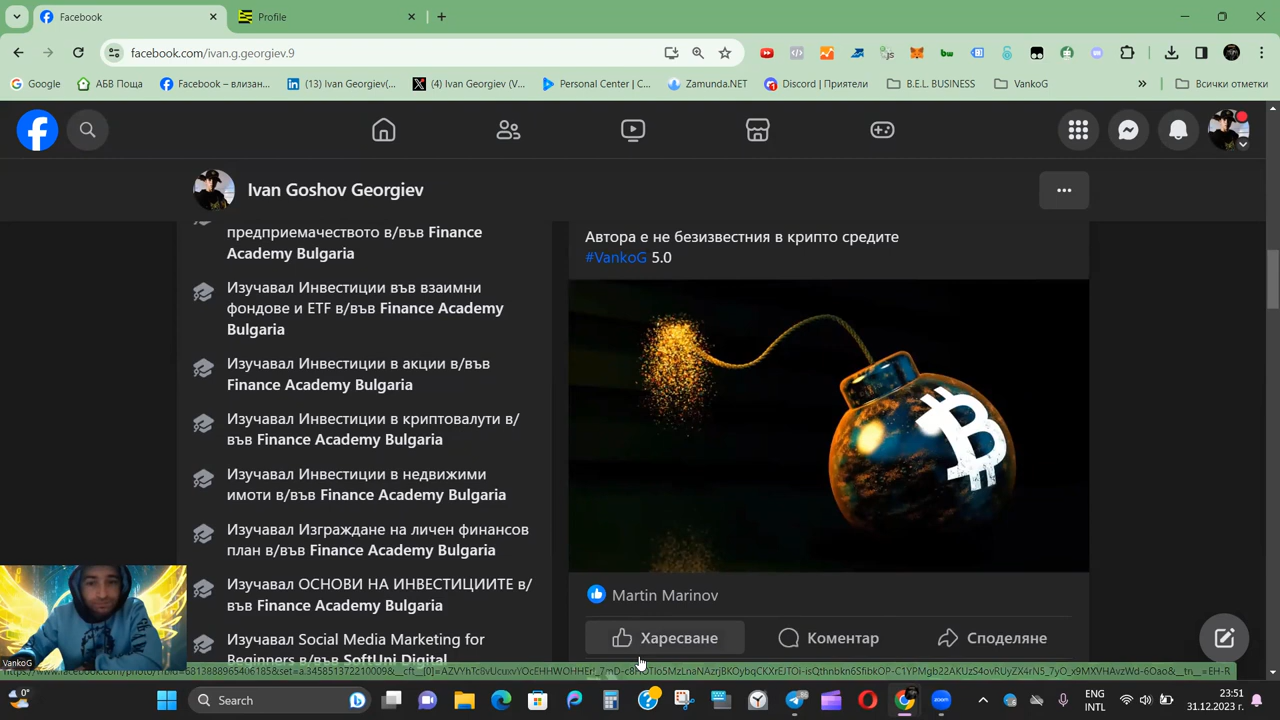 Facebook
Profile
facebook.com/ivan.g.georgiev.9
Google
АБВ Поща
Facebook – влизан...
(13) Ivan Georgiev(...
(4) Ivan Georgiev (V...
Personal Center | C...
Zamunda.NET
Discord | Приятели
B.E.L. BUSINESS
VankoG
Всички отметки
Ivan Goshov Georgiev
предприемачеството в/във Finance
Academy Bulgaria
Изучавал Инвестиции във взаимни
фондове и ETF в/във Finance Academy
Bulgaria
Изучавал Инвестиции в акции в/във
Finance Academy Bulgaria
Изучавал Инвестиции в криптовалути в/
във Finance Academy Bulgaria
Изучавал Инвестиции в недвижими
имоти в/във Finance Academy Bulgaria
Изучавал Изграждане на личен финансов
план в/във Finance Academy Bulgaria
Изучавал ОСНОВИ НА ИНВЕСТИЦИИТЕ в/
във Finance Academy Bulgaria
Изучавал Social Media Marketing for
Beginners в/във SoftUni Digital
Автора е не безизвестния в крипто средите
#VankoG 5.0
Martin Marinov
Харесване
Коментар
Споделяне
VankoG
0°
Search
ENG
INTL
23:51
31.12.2023 г.